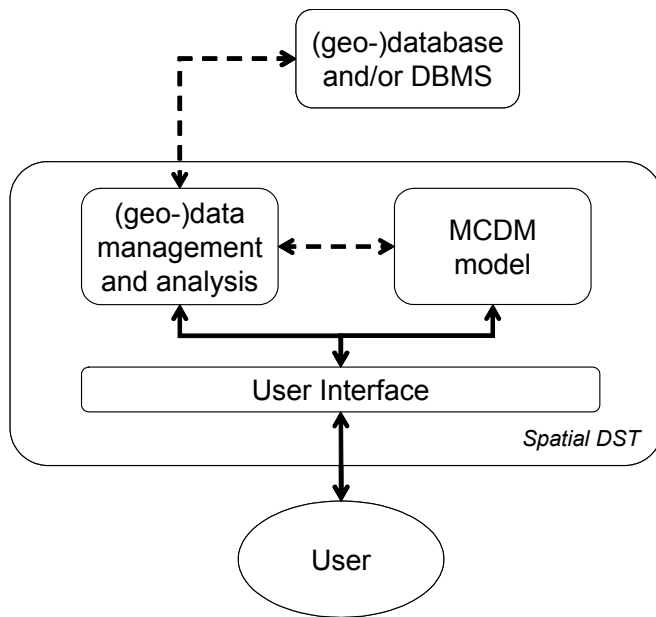 (geo-)database
and/or DBMS
(geo-)data
management
and analysis
MCDM
model
User Interface
Spatial DST
User